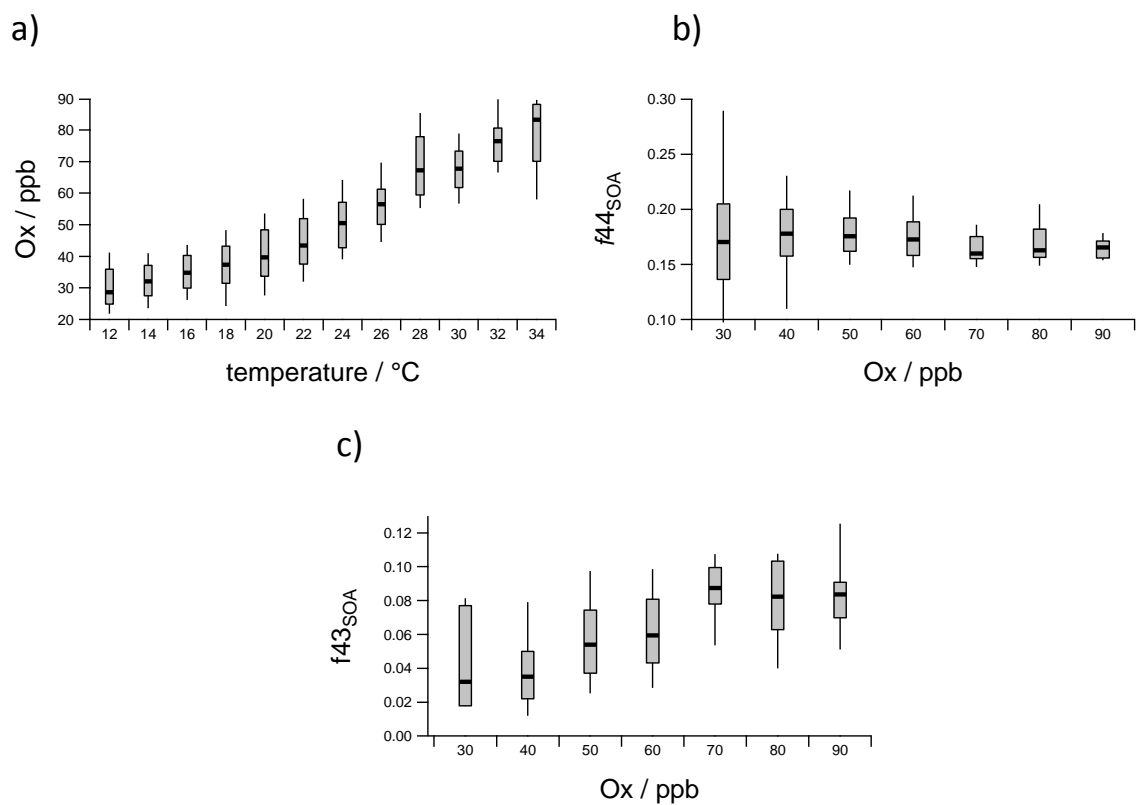 a)
90
80
70
60
50
40
30
20
Ox / ppb
12 14 16 18 20 22 24 26 28 30 32 34
temperature / °C
b)
0.30
0.25
0.20
0.15
0.10
f44SOA
30 40 50 60 70 80 90
Ox / ppb
c)
0.12
0.10
0.08
0.06
0.04
0.02
0.00
f43SOA
30 40 50 60 70 80 90
Ox / ppb